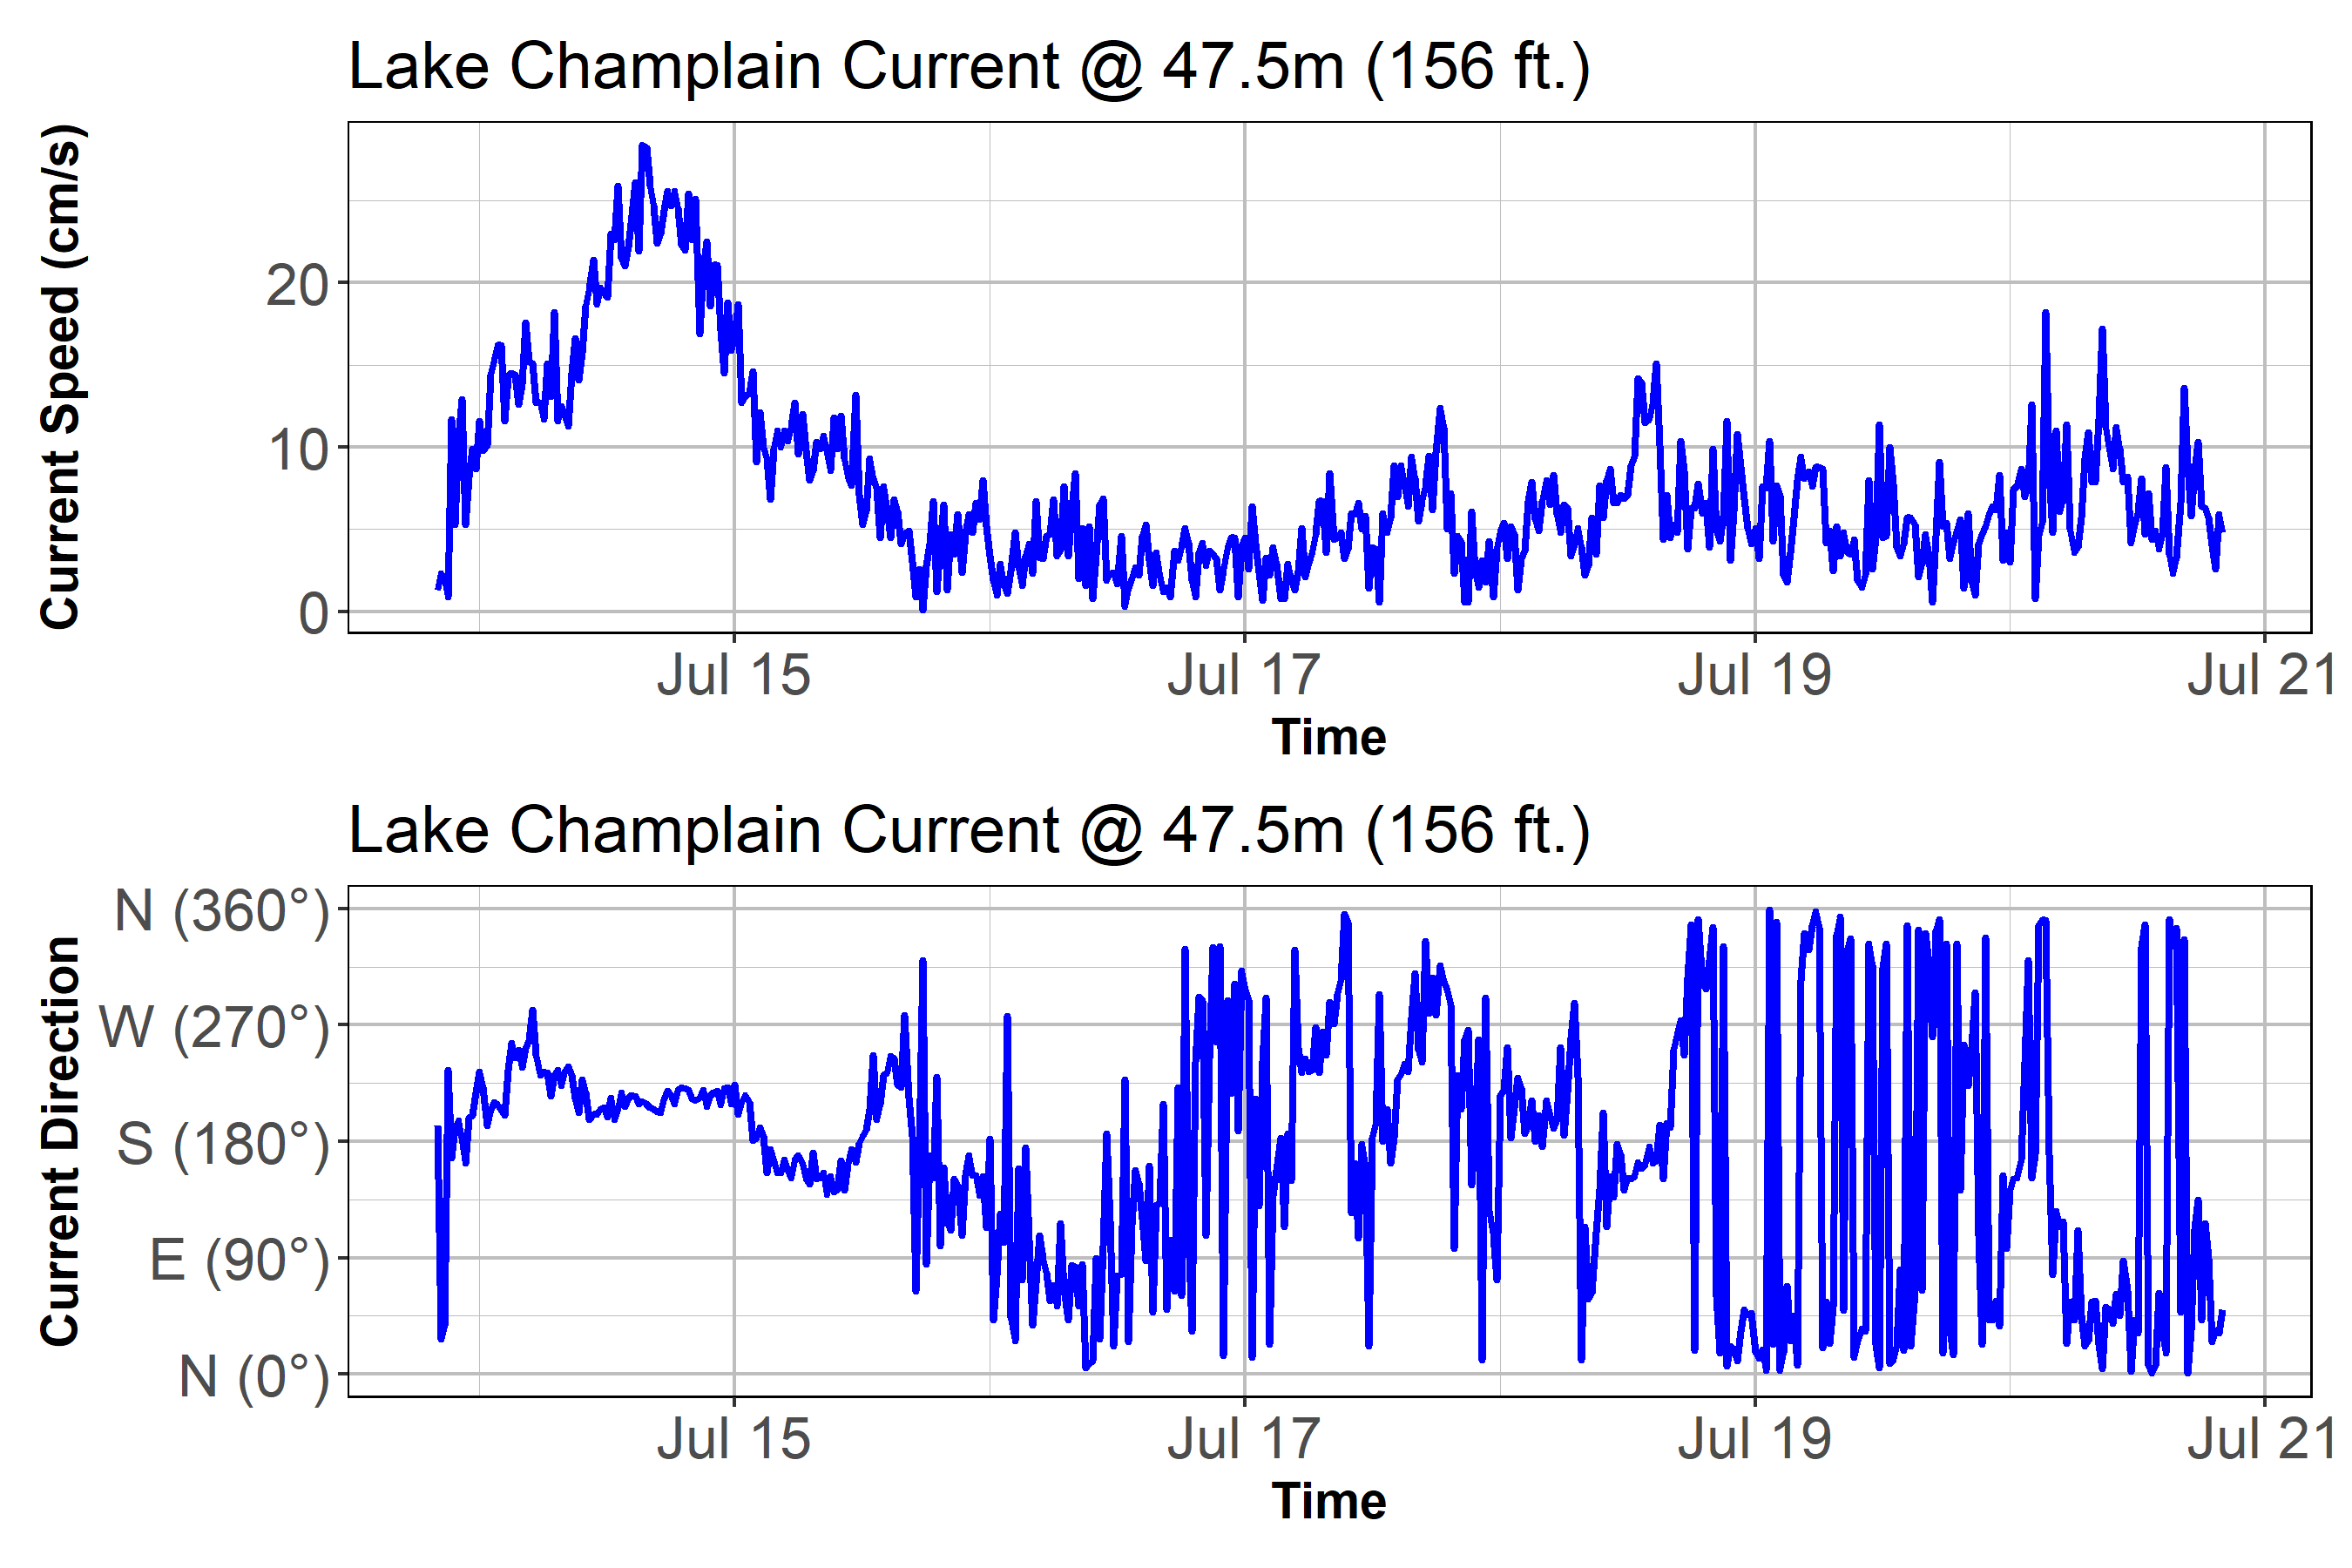 Lake Champlain Current @ 47.5m (156 ft.)
Current Speed (cm/s)
20
10
0
Jul 15 Jul 17 Jul 19 Jul 21
Time
Lake Champlain Current @ 47.5m (156 ft.)
Current Direction
N (360°)
W (270°)
S (180°)
E (90°)
N (0°)
Jul 15 Jul 17 Jul 19 Jul 21
Time